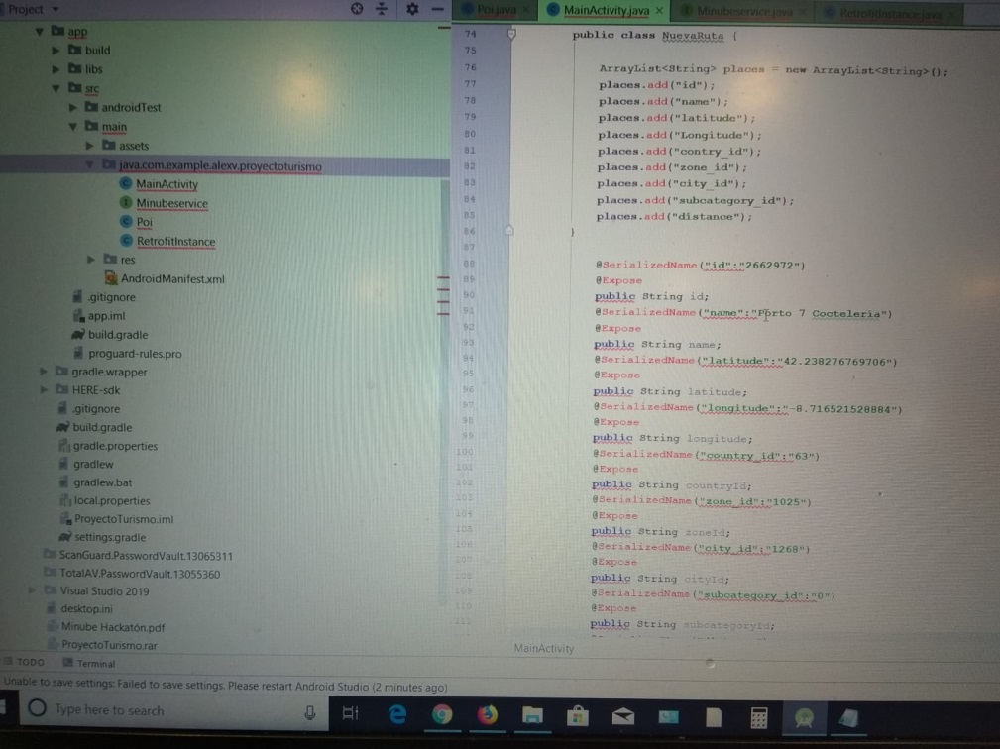 Project
Poi.java
MainActivity.java
Minubeservice.java
RetrofitInstance.java
app
build
libs
src
androidTest
main
assets
java.com.example.alexv.proyectoturismo
MainActivity
Minubeservice
Poi
RetrofitInstance
res
AndroidManifest.xml
.gitignore
app.iml
build.gradle
proguard-rules.pro
gradle.wrapper
HERE-sdk
.gitignore
build.gradle
gradle.properties
gradlew
gradlew.bat
local.properties
ProyectoTurismo.iml
settings.gradle
ScanGuard.PasswordVault.13065311
TotalAV.PasswordVault.13055360
Visual Studio 2019
desktop.ini
Minube Hackatón.pdf
ProyectoTurismo.rar
74 public class NuevaRuta {
75
76 ArrayList<String> places = new ArrayList<String>();
77 places.add("id");
78 places.add("name");
79 places.add("latitude");
80 places.add("Longitude");
81 places.add("contry_id");
82 places.add("zone_id");
83 places.add("city_id");
84 places.add("subcategory_id");
85 places.add("distance");
86 }
87
88 @SerializedName("id":"2662972")
89 @Expose
90 public String id;
91 @SerializedName("name":"Porto 7 Cocteleria")
92 @Expose
93 public String name;
94 @SerializedName("latitude":"42.238276769706")
95 @Expose
96 public String latitude;
97 @SerializedName("longitude":"-8.716521528884")
98 @Expose
99 public String longitude;
100 @SerializedName("country_id":"63")
101 @Expose
102 public String countryId;
103 @SerializedName("zone_id":"1025")
104 @Expose
105 public String zoneId;
106 @SerializedName("city_id":"1268")
107 @Expose
108 public String cityId;
109 @SerializedName("subcategory_id":"0")
110 @Expose
111 public String subcategoryId;
MainActivity
TODO
Terminal
Unable to save settings: Failed to save settings. Please restart Android Studio (2 minutes ago)
Type here to search